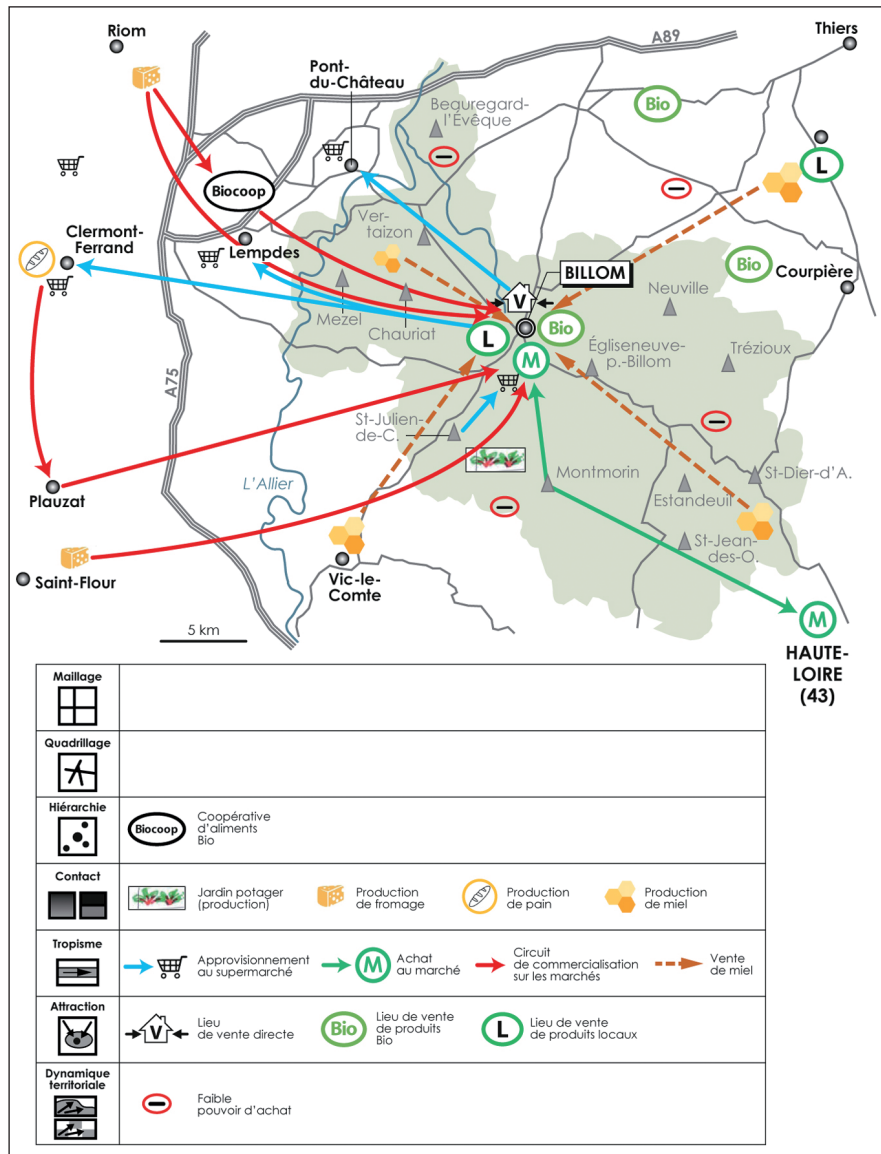 Riom
A89
Thiers
Pont-
du-Château
Beauregard-
l'Évêque
Bio
L
Biocoop
Clermont-
Ferrand
Lempdes
Ver-
taizon
BILLOM
Bio
Courpière
V
Neuville
Mezel
Chauriat
L
Bio
M
Égliseneuve-
p.-Billom
Trézioux
A75
St-Julien-
de-C.
L'Allier
Plauzat
Montmorin
Estandeuil
St-Dier-d'A.
St-Jean-
des-O.
Saint-Flour
Vic-le-
Comte
M
5 km
HAUTE-
LOIRE
(43)
Maillage
Quadrillage
Hiérarchie
Biocoop
Coopérative
d'aliments
Bio
Contact
Jardin potager
(production)
Production
de fromage
Production
de pain
Production
de miel
Tropisme
Approvisionnement
au supermarché
M
Achat
au marché
Circuit
de commercialisation
sur les marchés
Vente
de miel
Attraction
V
Lieu
de vente directe
Bio
Lieu de vente
de produits
Bio
L
Lieu de vente
de produits locaux
Dynamique
territoriale
Faible
pouvoir d'achat